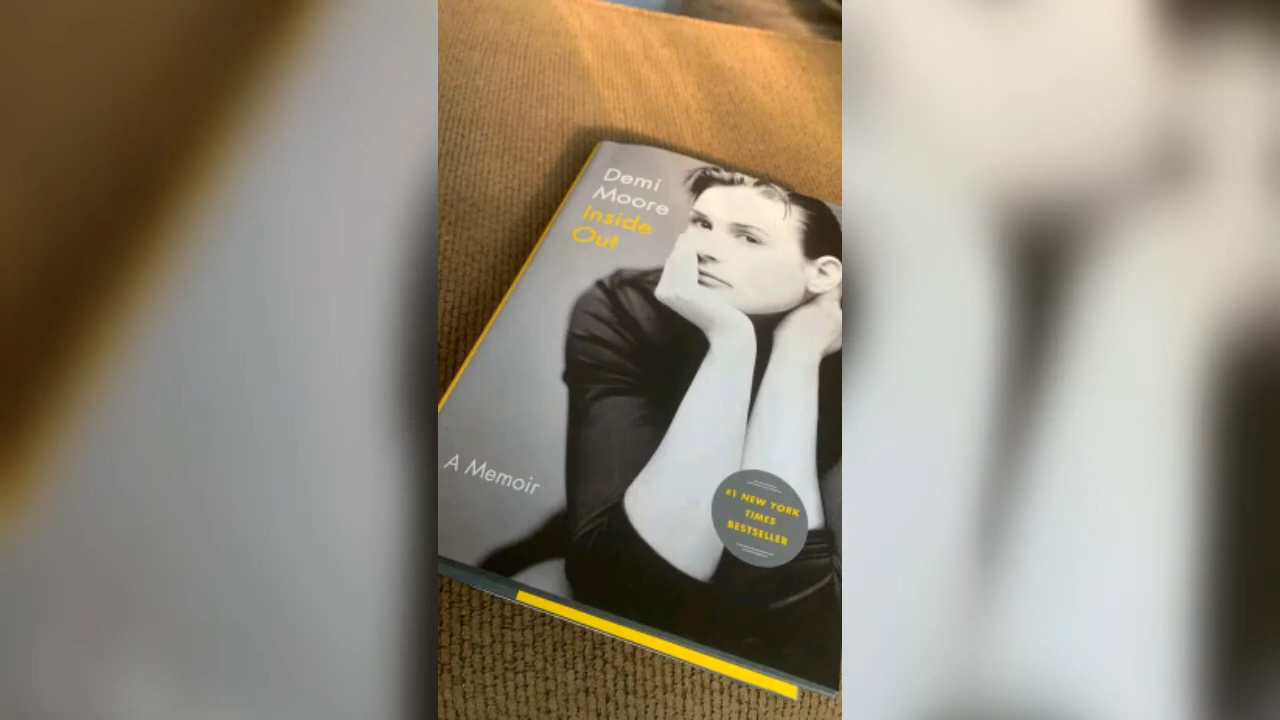 Demi
Moore
Inside
Out
A Memoir
#1 NEW YORK
TIMES
BESTSELLER